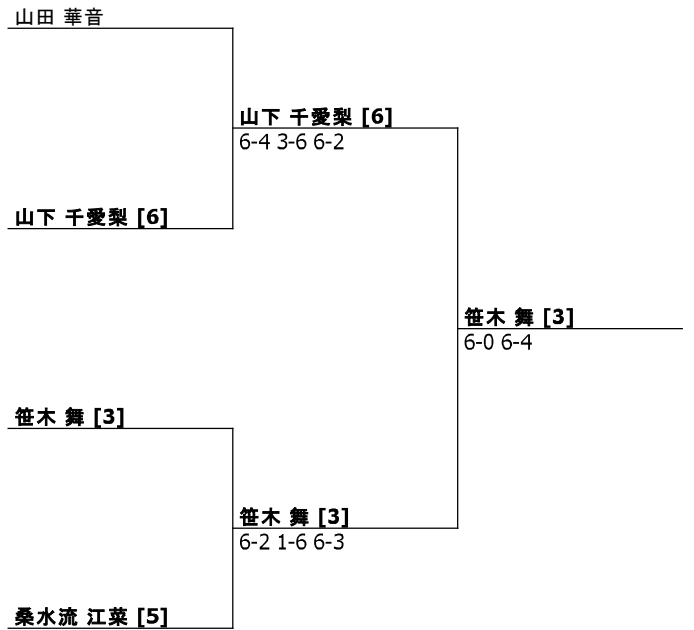 山田 華音
山下 千愛梨 [6]
6-4 3-6 6-2
山下 千愛梨 [6]
笹木 舞 [3]
6-0 6-4
笹木 舞 [3]
笹木 舞 [3]
6-2 1-6 6-3
桑水流 江菜 [5]